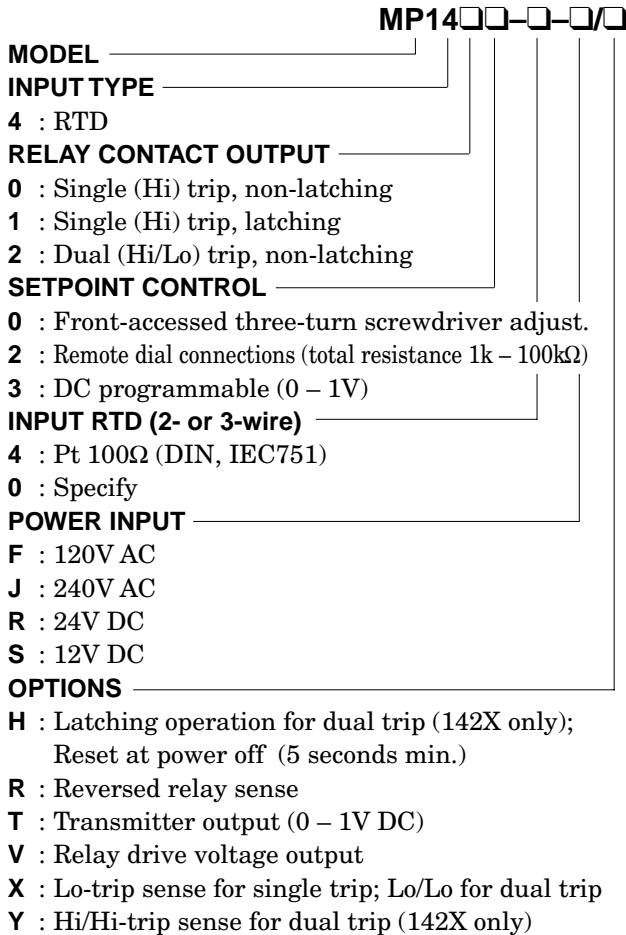 MP14❑❑–❑–❑/❑
MODEL
INPUT TYPE
4 : RTD
RELAY CONTACT OUTPUT
0 : Single (Hi) trip, non-latching
1 : Single (Hi) trip, latching
2 : Dual (Hi/Lo) trip, non-latching
SETPOINT CONTROL
0 : Front-accessed three-turn screwdriver adjust.
2 : Remote dial connections (total resistance 1k – 100kΩ)
3 : DC programmable (0 – 1V)
INPUT RTD (2- or 3-wire)
4 : Pt 100Ω (DIN, IEC751)
0 : Specify
POWER INPUT
F : 120V AC
J : 240V AC
R : 24V DC
S : 12V DC
OPTIONS
H : Latching operation for dual trip (142X only);
Reset at power off (5 seconds min.)
R : Reversed relay sense
T : Transmitter output (0 – 1V DC)
V : Relay drive voltage output
X : Lo-trip sense for single trip; Lo/Lo for dual trip
Y : Hi/Hi-trip sense for dual trip (142X only)